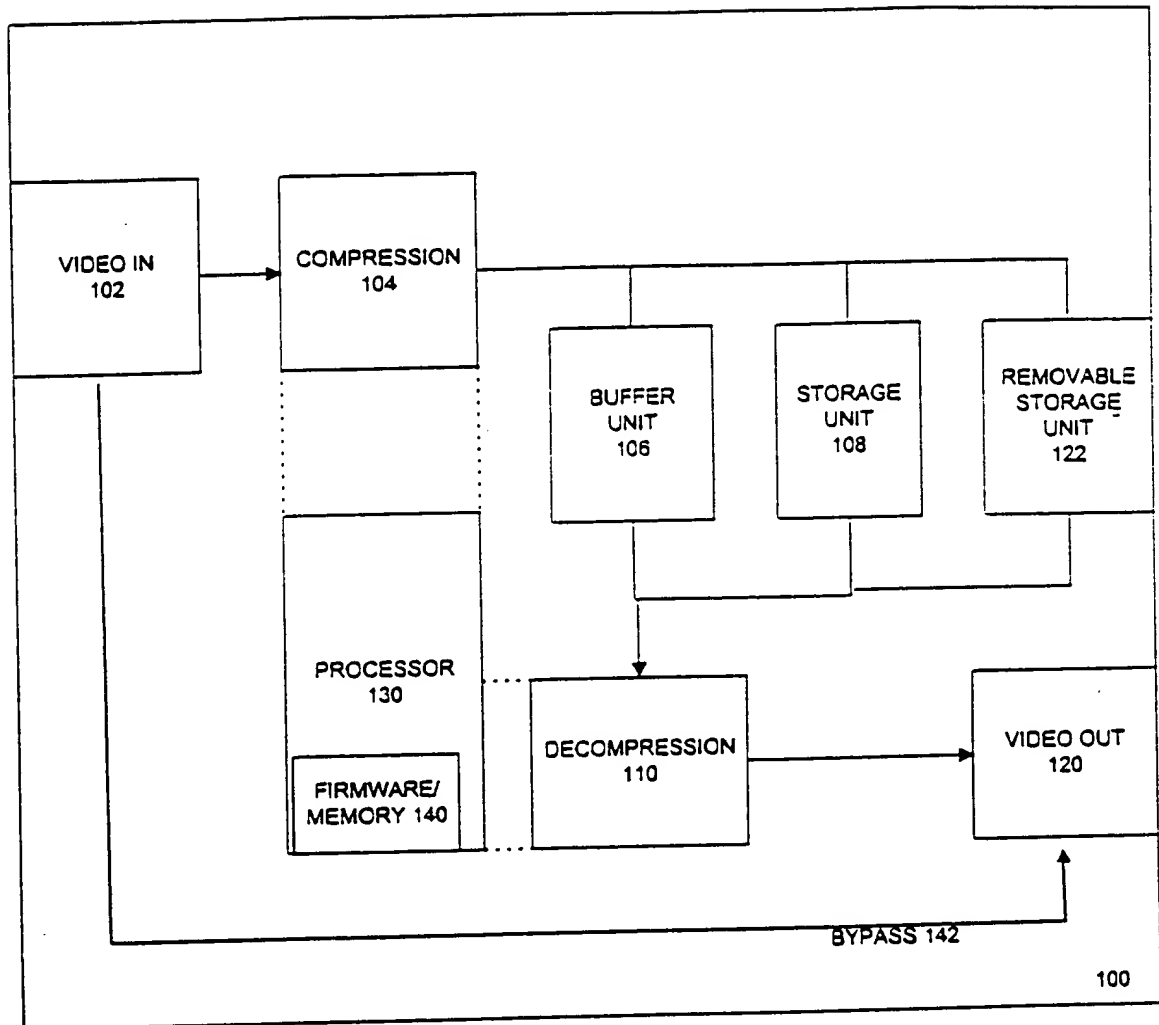 VIDEO IN
102
COMPRESSION
104
BUFFER
UNIT
106
STORAGE
UNIT
108
REMOVABLE
STORAGE
UNIT
122
PROCESSOR
130
FIRMWARE/
MEMORY 140
DECOMPRESSION
110
VIDEO OUT
120
BYPASS 142
100